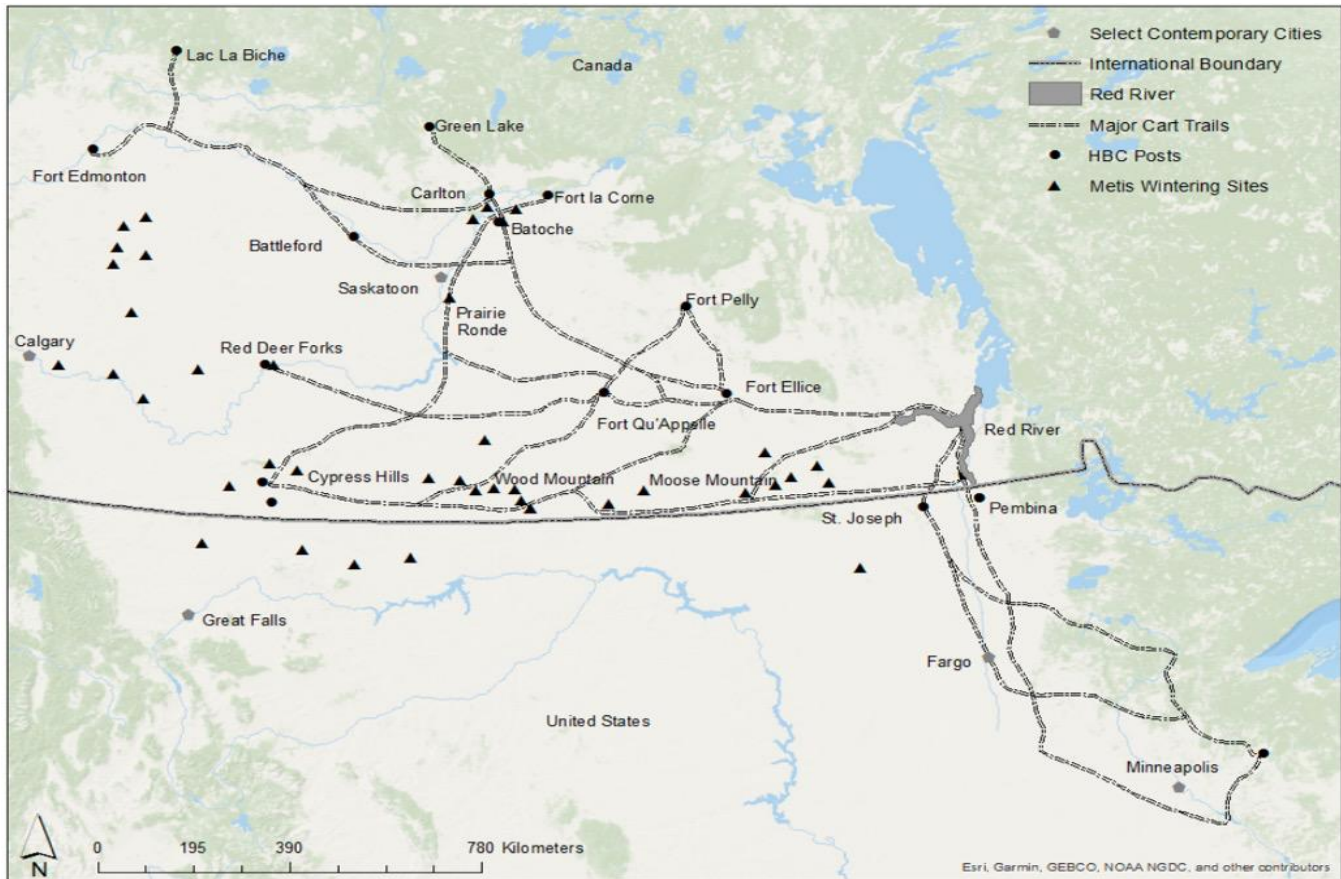 Lac La Biche
Canada
Select Contemporary Cities
International Boundary
Red River
Major Cart Trails
HBC Posts
Metis Wintering Sites
Green Lake
Fort Edmonton
Carlton
Fort la Corne
Batoche
Battleford
Saskatoon
Fort Pelly
Prairie
Ronde
Calgary
Red Deer Forks
Fort Ellice
Fort Qu'Appelle
Red River
Cypress Hills
Wood Mountain
Moose Mountain
St. Joseph
Pembina
Great Falls
Fargo
United States
Minneapolis
N
0 195 390 780 Kilometers
Esri, Garmin, GEBCO, NOAA NGDC, and other contributors